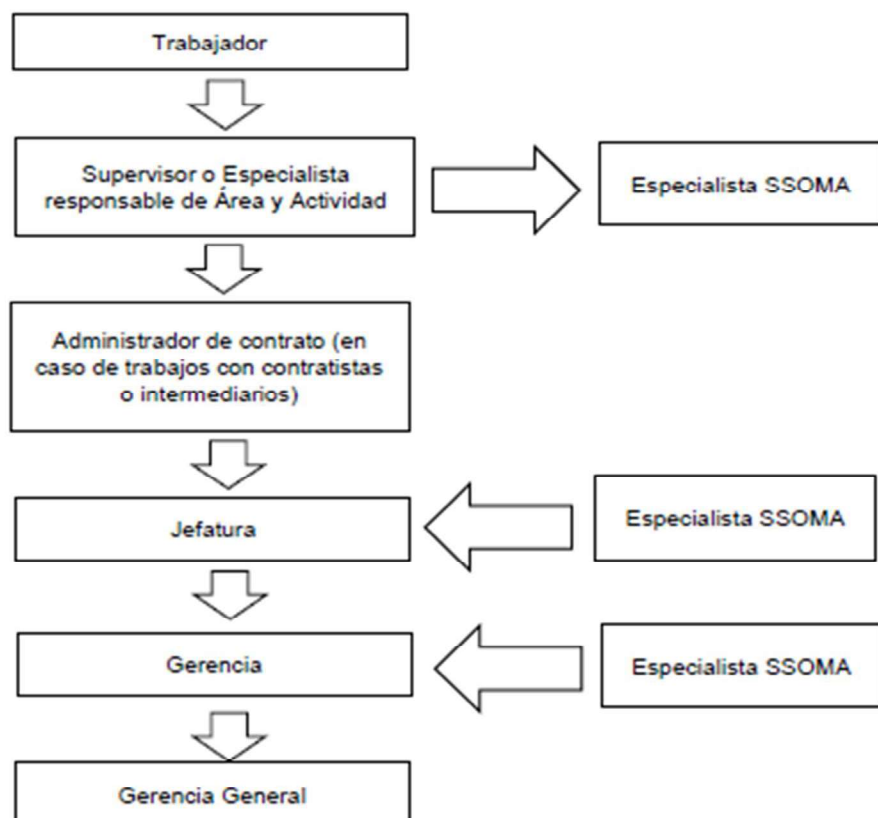 Trabajador
Supervisor o Especialista
responsable de Área y Actividad
Especialista SSOMA
Administrador de contrato (en
caso de trabajos con contratistas
o intermediarios)
Jefatura
Especialista SSOMA
Gerencia
Especialista SSOMA
Gerencia General